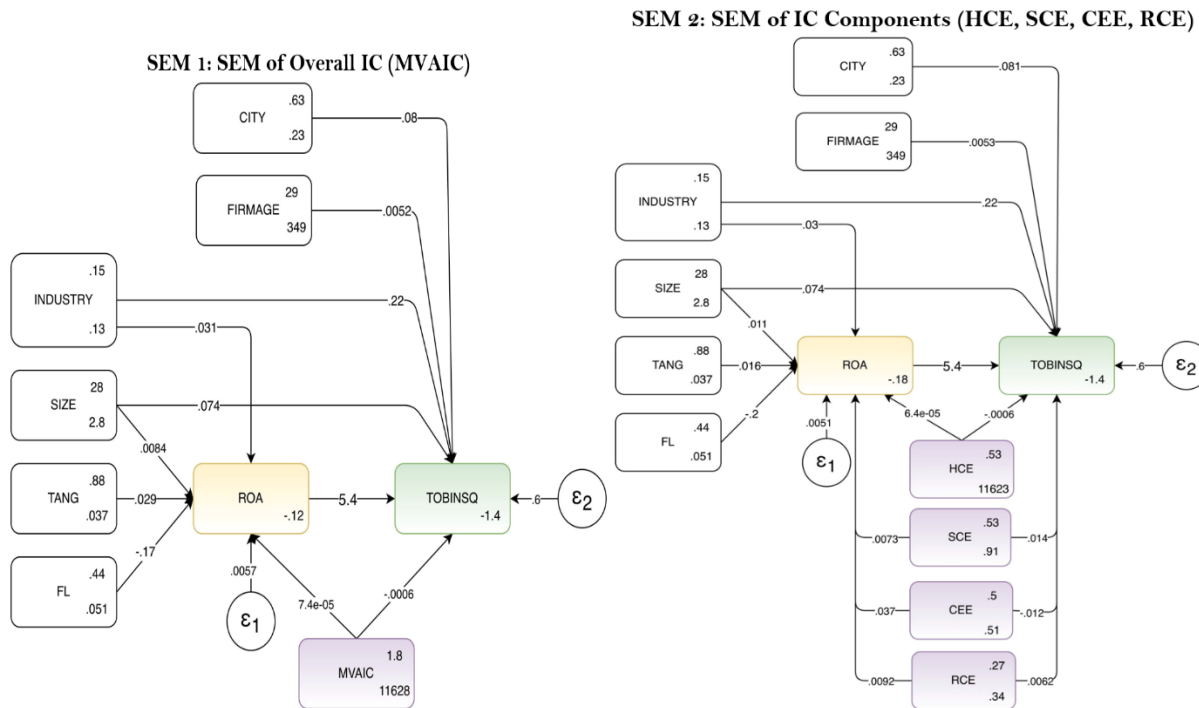 SEM 1: SEM of Overall IC (MVAIC)
.63
CITY
.23
.08
29
FIRMAGE
349
.0052
.15
INDUSTRY
.13
.22
.031
28
SIZE
2.8
.074
.0084
.88
TANG
.037
.029
ROA
-.12
5.4
TOBINSQ
-1.4
.6
ε2
-.17
.44
FL
.051
.0057
ε1
7.4e-05
-.0006
1.8
MVAIC
11628
SEM 2: SEM of IC Components (HCE, SCE, CEE, RCE)
.63
CITY
.23
.081
29
FIRMAGE
349
.0053
.15
INDUSTRY
.13
.22
.03
28
SIZE
2.8
.074
.011
.88
TANG
.037
.016
ROA
-.18
5.4
TOBINSQ
-1.4
.6
ε2
-.2
.44
FL
.051
.0051
ε1
6.4e-05
-.0006
.53
HCE
11623
.0073
.53
SCE
.91
.014
.037
.5
CEE
.51
-.012
.0092
.27
RCE
.34
.0062